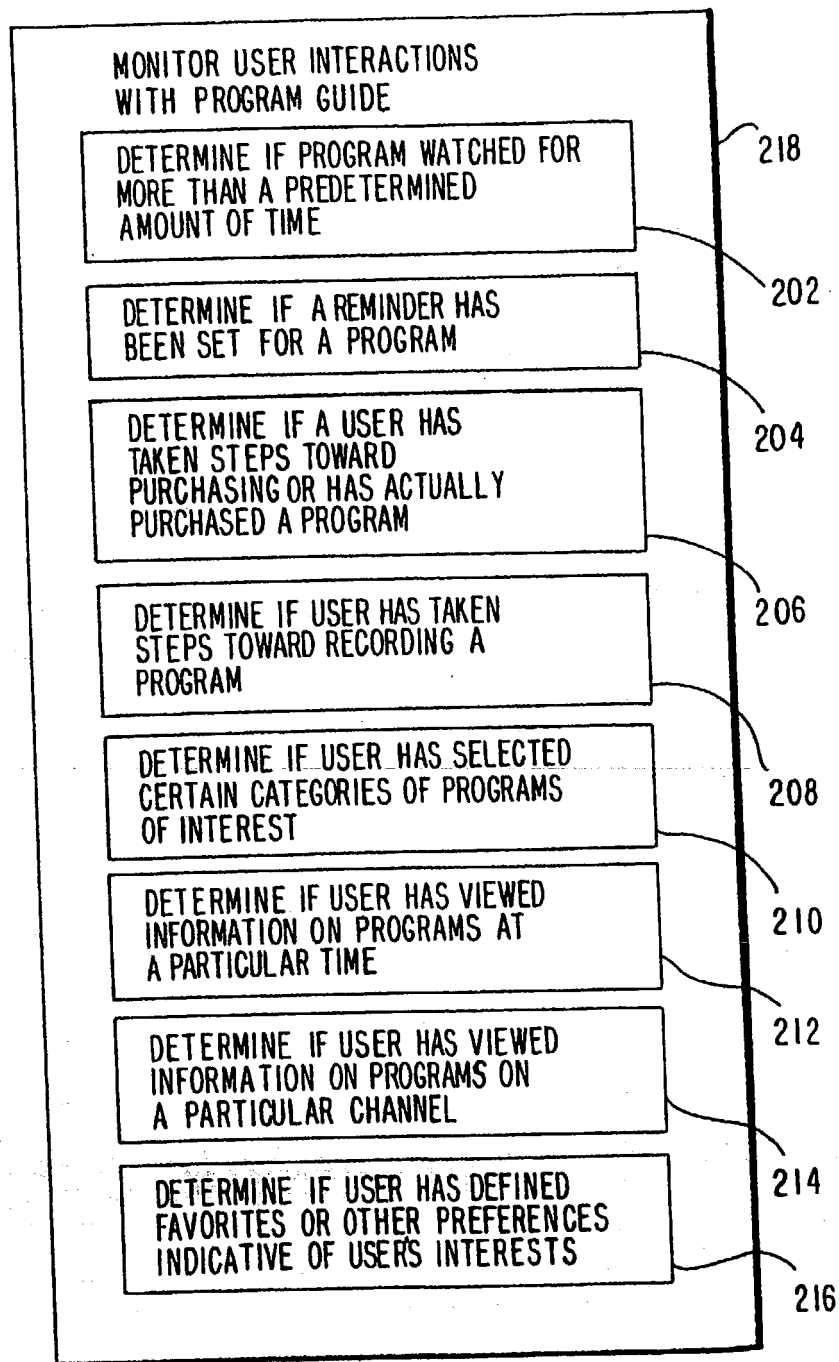 MONITOR USER INTERACTIONS
WITH PROGRAM GUIDE
218
DETERMINE IF PROGRAM WATCHED FOR
MORE THAN A PREDETERMINED
AMOUNT OF TIME
202
DETERMINE IF A REMINDER HAS
BEEN SET FOR A PROGRAM
204
DETERMINE IF A USER HAS
TAKEN STEPS TOWARD
PURCHASING OR HAS ACTUALLY
PURCHASED A PROGRAM
206
DETERMINE IF USER HAS TAKEN
STEPS TOWARD RECORDING A
PROGRAM
208
DETERMINE IF USER HAS SELECTED
CERTAIN CATEGORIES OF PROGRAMS
OF INTEREST
210
DETERMINE IF USER HAS VIEWED
INFORMATION ON PROGRAMS AT
A PARTICULAR TIME
212
DETERMINE IF USER HAS VIEWED
INFORMATION ON PROGRAMS ON
A PARTICULAR CHANNEL
214
DETERMINE IF USER HAS DEFINED
FAVORITES OR OTHER PREFERENCES
INDICATIVE OF USER'S INTERESTS
216